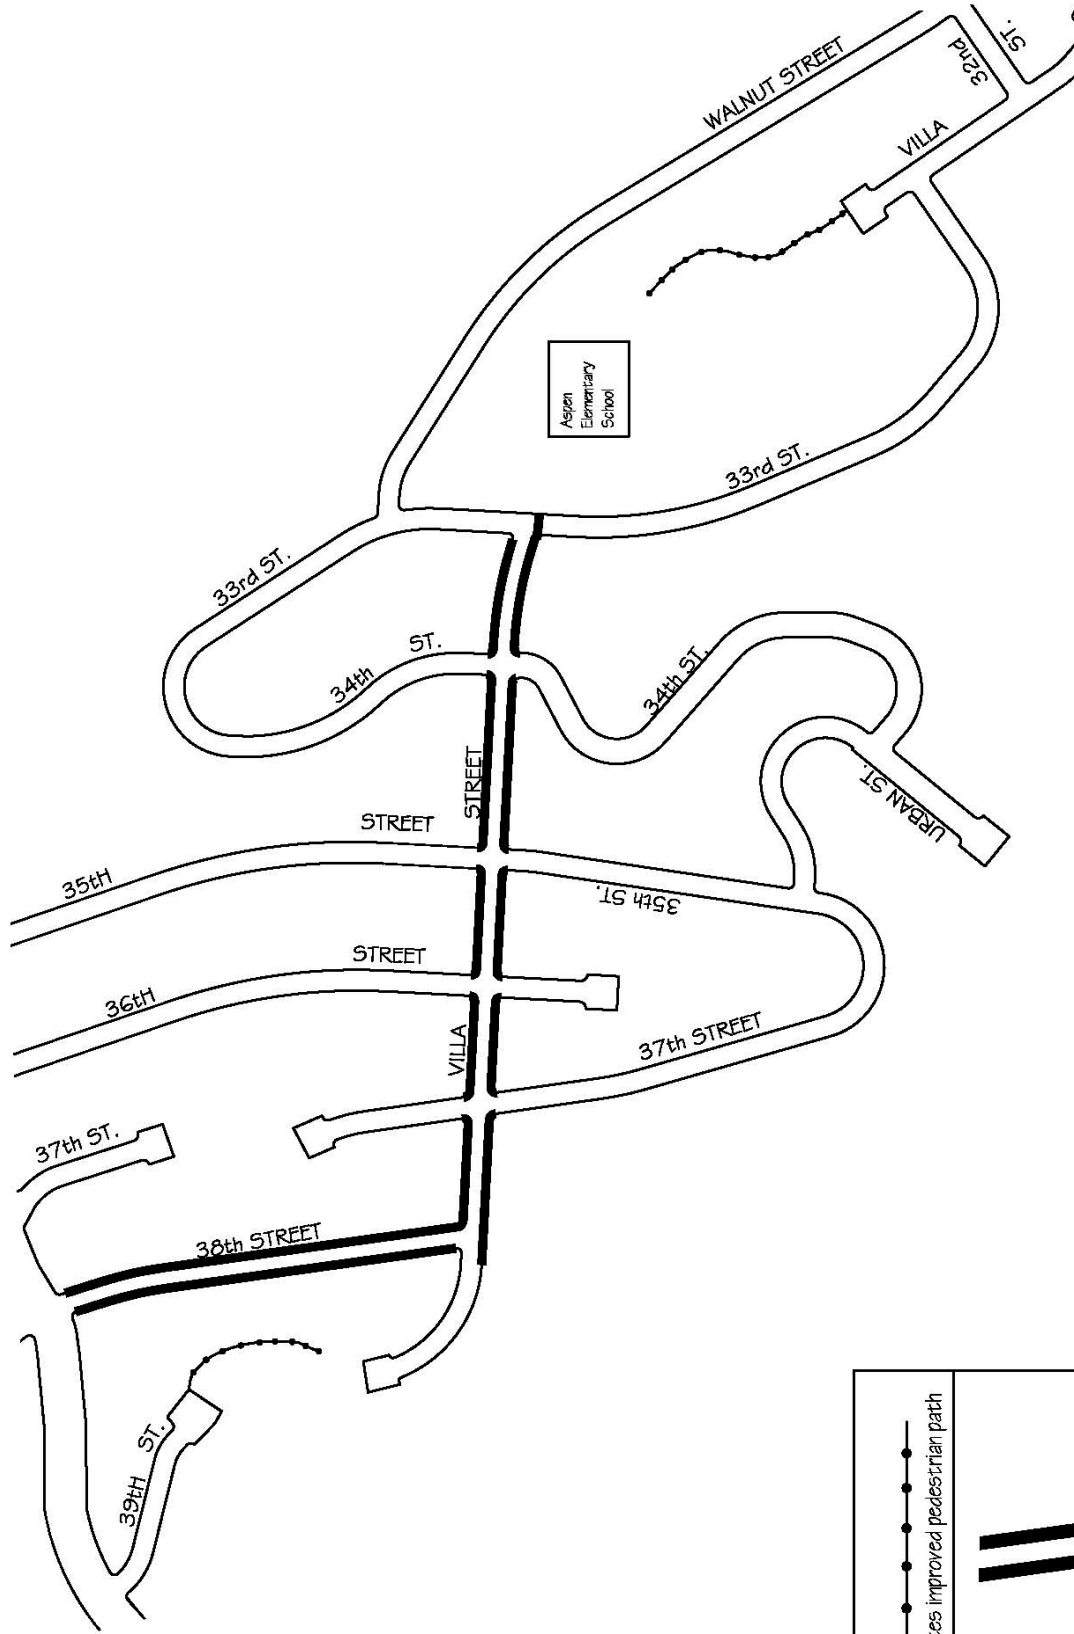 WALNUT STREET
32nd
ST.
VILLA
Aspen
Elementary
School
33rd ST.
33rd ST.
34th
ST.
34th ST.
STREET
STREET
35tH
35th ST.
URBAN ST.
STREET
36tH
VILLA
37th STREET
37th ST.
38th STREET
39tH
ST.
improved pedestrian path